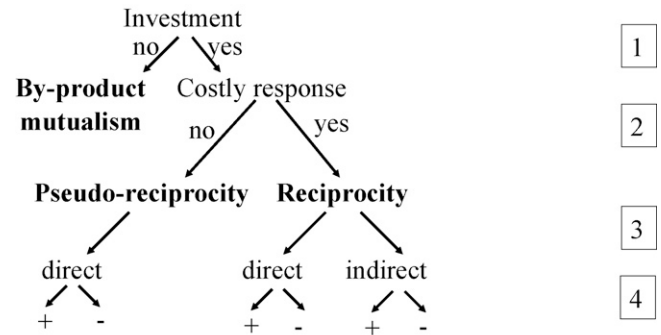 Investment
no yes 1
By-product Costly response
mutualism 2
no yes
Pseudo-reciprocity Reciprocity
3
direct direct indirect
4
+ - + - + -